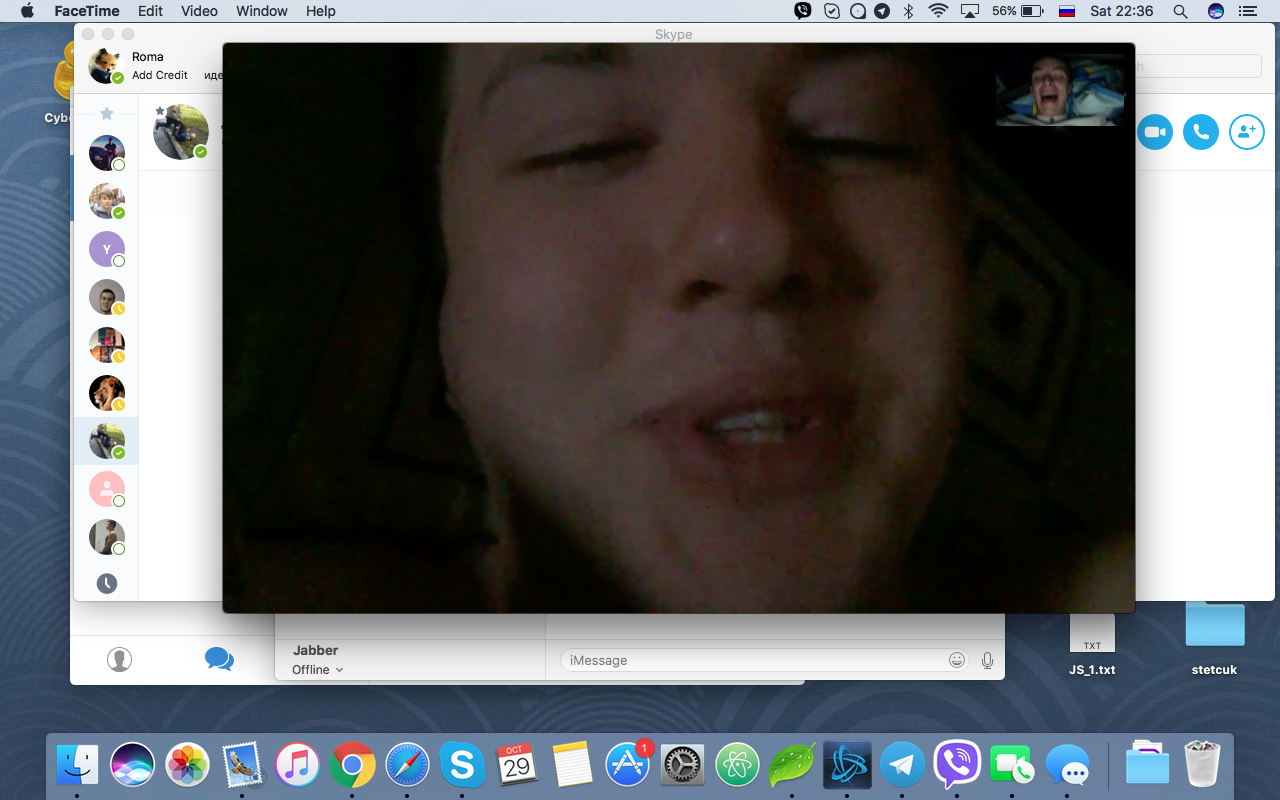 FaceTime Edit Video Window Help 56% Sat 22:36
Skype
Roma
Add Credit иде
Cybe
Y
Jabber
Offline
iMessage
TXT
JS_1.txt
stetcuk
OCT
29
1